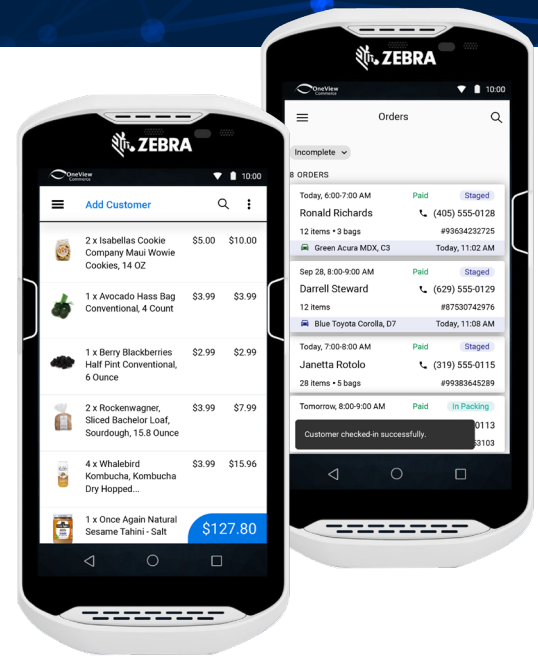 ZEBRA
OneView
Commerce
10:00
Add Customer
2 x Isabellas Cookie
Company Maui Wowie
Cookies, 14 OZ
$5.00
$10.00
1 x Avocado Hass Bag
Conventional, 4 Count
$3.99
$3.99
1 x Berry Blackberries
Half Pint Conventional,
6 Ounce
$2.99
$2.99
2 x Rockenwagner,
Sliced Bachelor Loaf,
Sourdough, 15.8 Ounce
$3.99
$7.99
4 x Whalebird
Kombucha, Kombucha
Dry Hopped...
$3.99
$15.96
1 x Once Again Natural
Sesame Tahini - Salt
$127.80
ZEBRA
OneView
Commerce
10:00
Orders
Incomplete
8 ORDERS
Today, 6:00-7:00 AM
Paid
Staged
Ronald Richards
(405) 555-0128
12 items • 3 bags
#93634232725
Green Acura MDX, C3
Today, 11:02 AM
Sep 28, 8:00-9:00 AM
Paid
Staged
Darrell Steward
(629) 555-0129
12 items
#87530742976
Blue Toyota Corolla, D7
Today, 11:08 AM
Today, 7:00-8:00 AM
Paid
Staged
Janetta Rotolo
(319) 555-0115
28 items • 5 bags
#99383645289
Tomorrow, 8:00-9:00 AM
Paid
In Packing
0113
Customer checked-in successfully.
53103